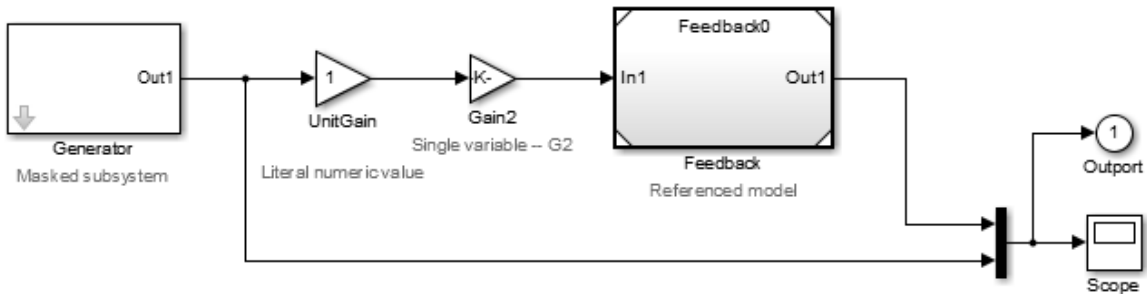 Feedback0
Out1
1
-K-
In1
Out1
1
UnitGain
Gain2
Generator
Single variable -- G2
Feedback
Outport
Masked subsystem
Literal numeric value
Referenced model
Scope